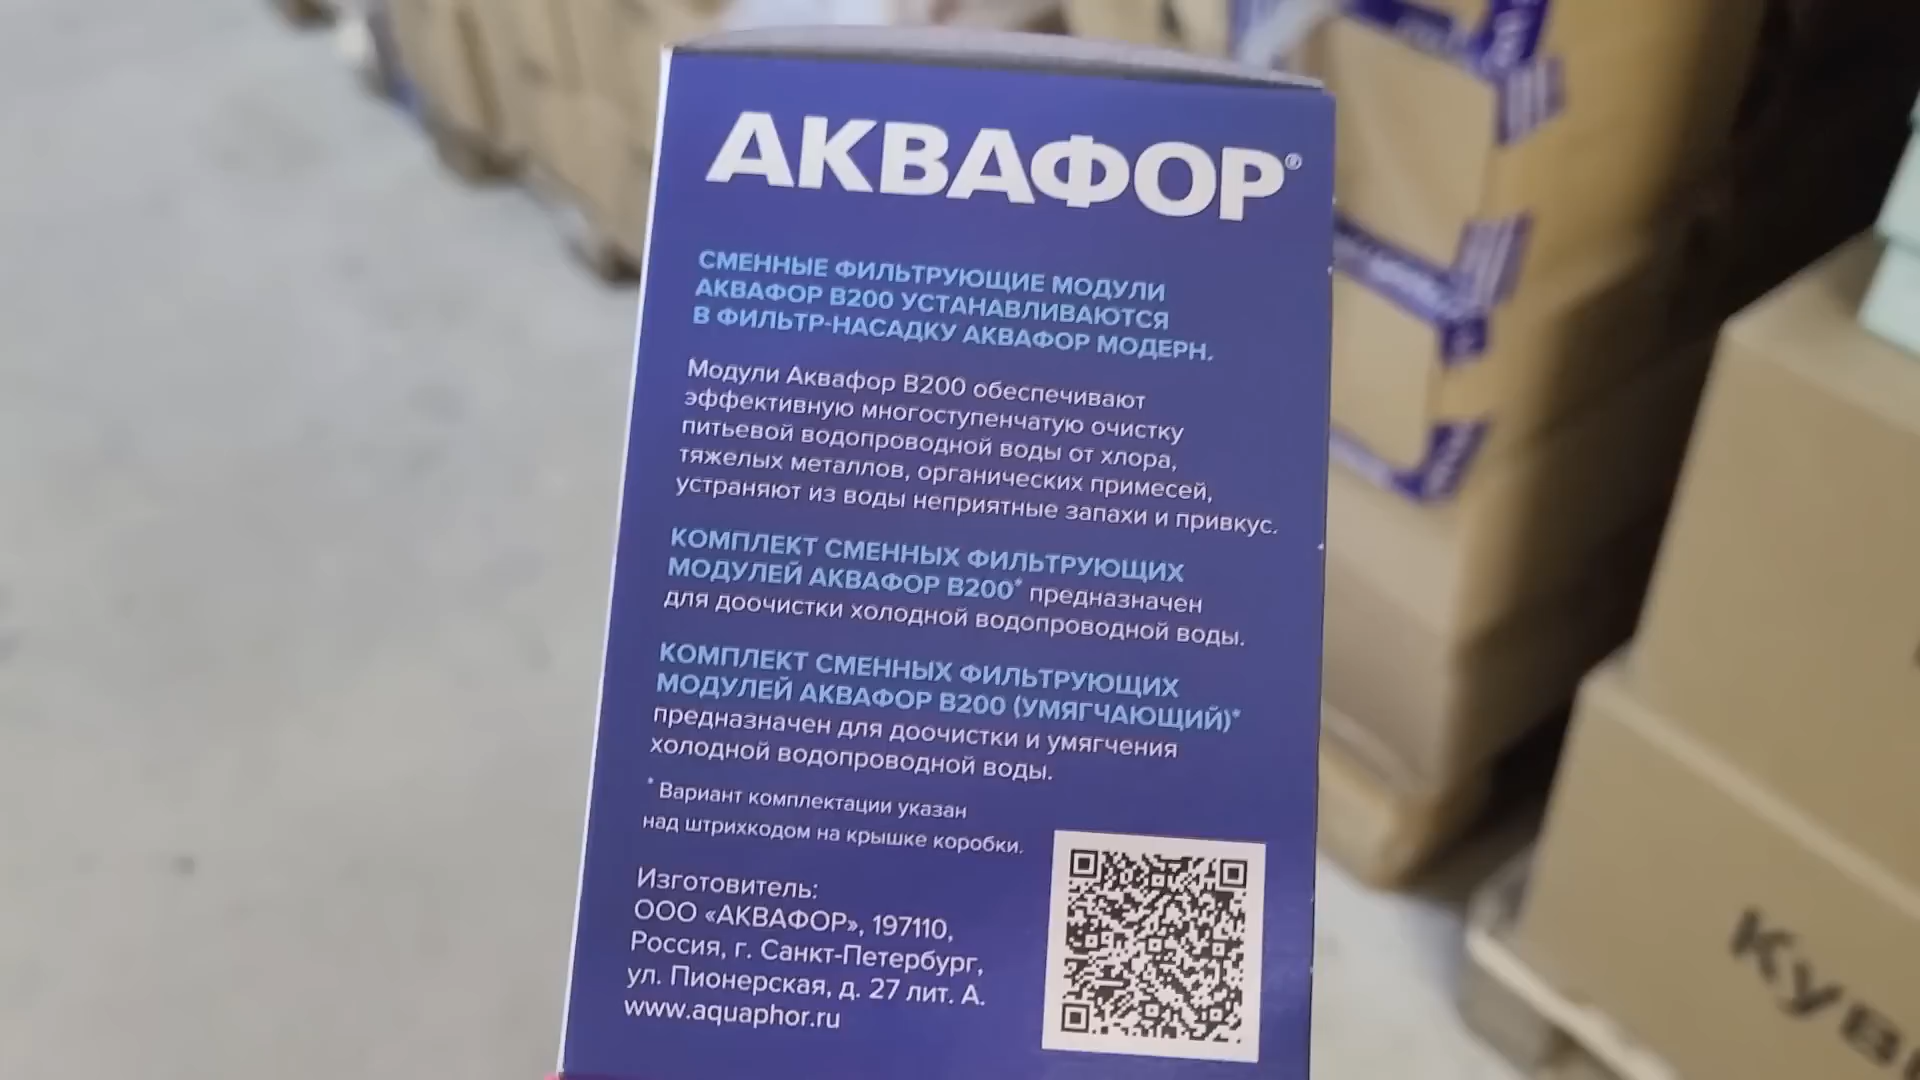 АКВАФОР®
СМЕННЫЕ ФИЛЬТРУЮЩИЕ МОДУЛИ
АКВАФОР В200 УСТАНАВЛИВАЮТСЯ
В ФИЛЬТР-НАСАДКУ АКВАФОР МОДЕРН.
Модули Аквафор В200 обеспечивают
эффективную многоступенчатую очистку
питьевой водопроводной воды от хлора,
тяжелых металлов, органических примесей,
устраняют из воды неприятные запахи и привкус.
КОМПЛЕКТ СМЕННЫХ ФИЛЬТРУЮЩИХ
МОДУЛЕЙ АКВАФОР В200* предназначен
для доочистки холодной водопроводной воды.
КОМПЛЕКТ СМЕННЫХ ФИЛЬТРУЮЩИХ
МОДУЛЕЙ АКВАФОР В200 (УМЯГЧАЮЩИЙ)*
предназначен для доочистки и умягчения
холодной водопроводной воды.
* Вариант комплектации указан
над штрихкодом на крышке коробки.
Изготовитель:
ООО «АКВАФОР», 197110,
Россия, г. Санкт-Петербург,
ул. Пионерская, д. 27 лит. А.
www.aquaphor.ru